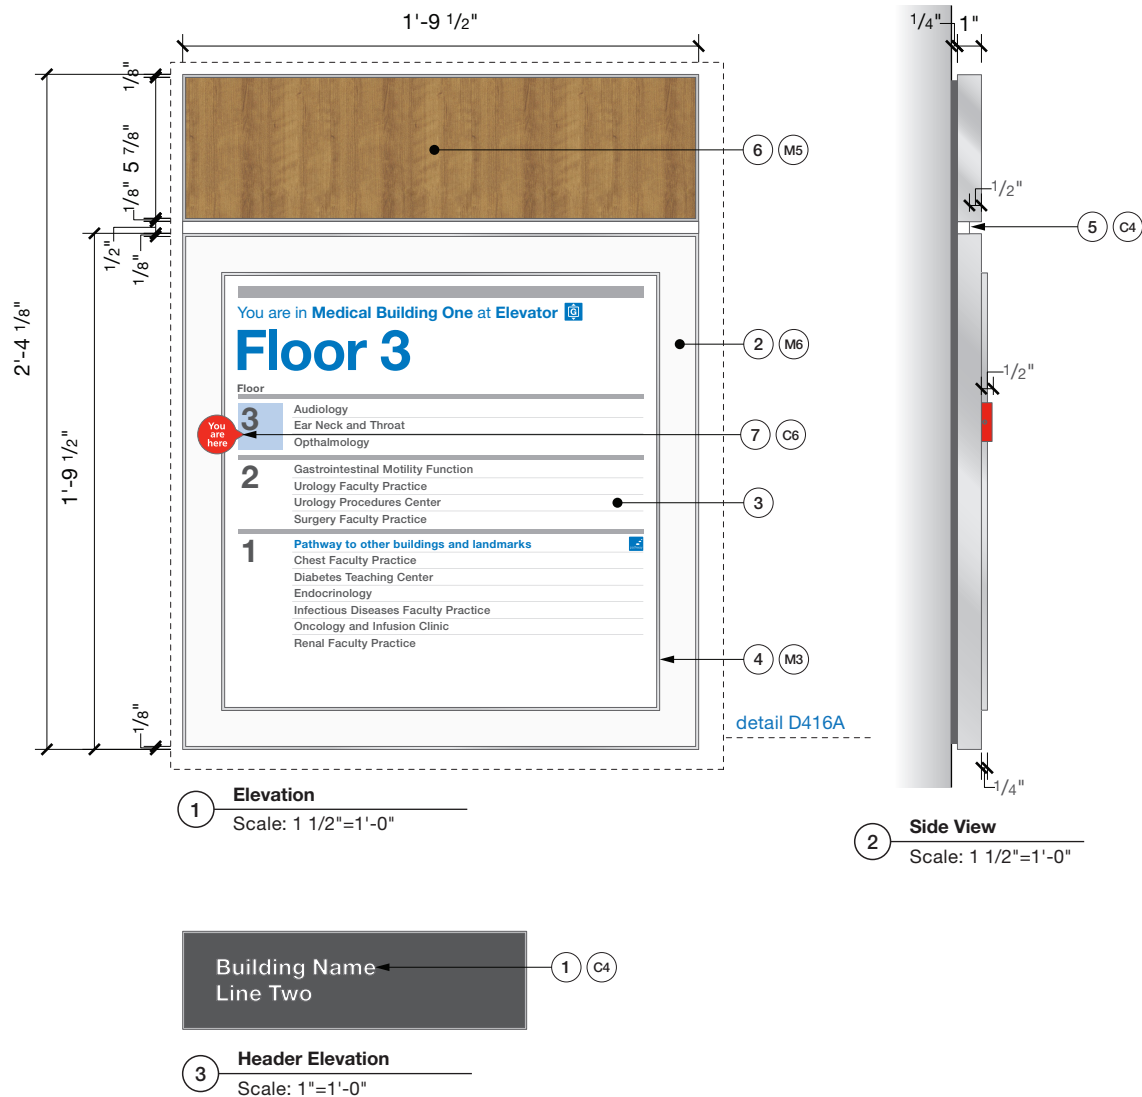 1'-9 1/2"
1/4"
1"
1/8"
5 7/8"
1/8"
1/2"
1/8"
2'-4 1/8"
1'-9 1/2"
1/8"
6 M5
1/2"
5 C4
You are in Medical Building One at Elevator G
Floor 3
2 M6
1/2"
Floor
3
Audiology
Ear Neck and Throat
Opthalmology
You
are
here
7 C6
2
Gastrointestinal Motility Function
Urology Faculty Practice
Urology Procedures Center
Surgery Faculty Practice
3
1
Pathway to other buildings and landmarks
Chest Faculty Practice
Diabetes Teaching Center
Endocrinology
Infectious Diseases Faculty Practice
Oncology and Infusion Clinic
Renal Faculty Practice
4 M3
detail D416A
1/4"
1
Elevation
Scale: 1 1/2"=1'-0"
2
Side View
Scale: 1 1/2"=1'-0"
Building Name
Line Two
1 C4
3
Header Elevation
Scale: 1"=1'-0"